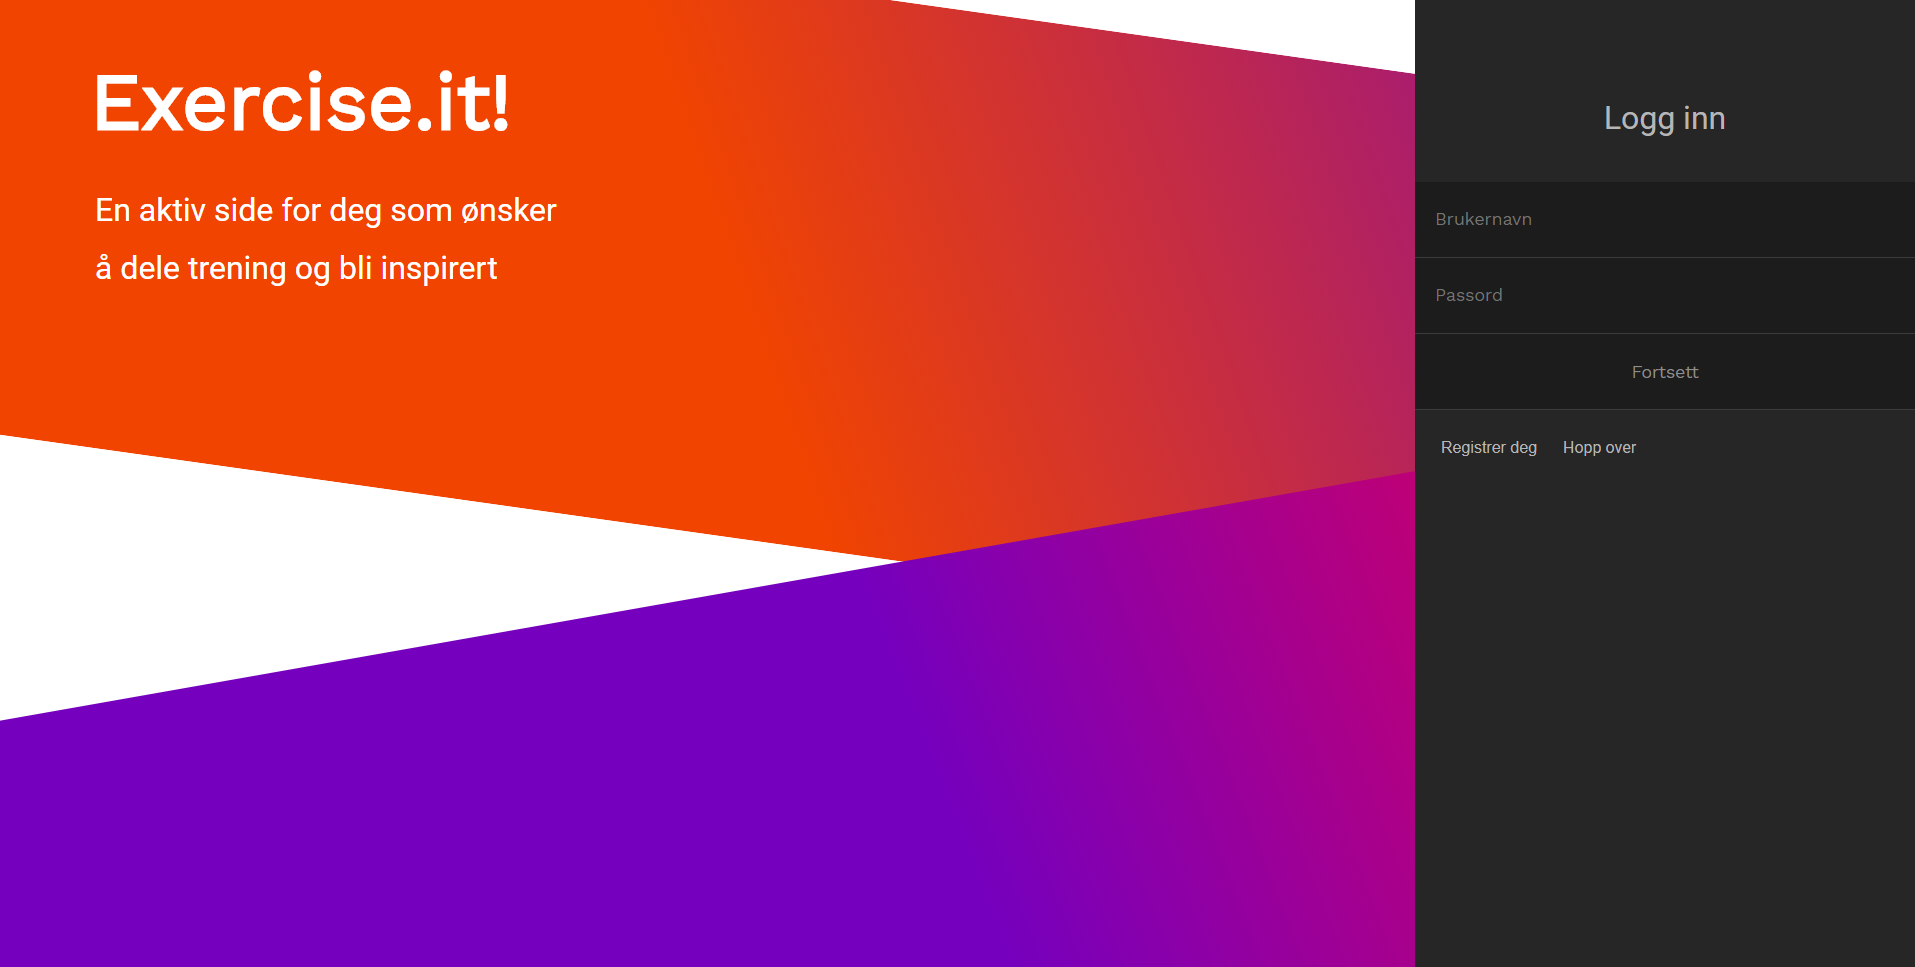 Exercise.it!
En aktiv side for deg som ønsker
å dele trening og bli inspirert
Logg inn
Brukernavn
Passord
Fortsett
Registrer deg Hopp over